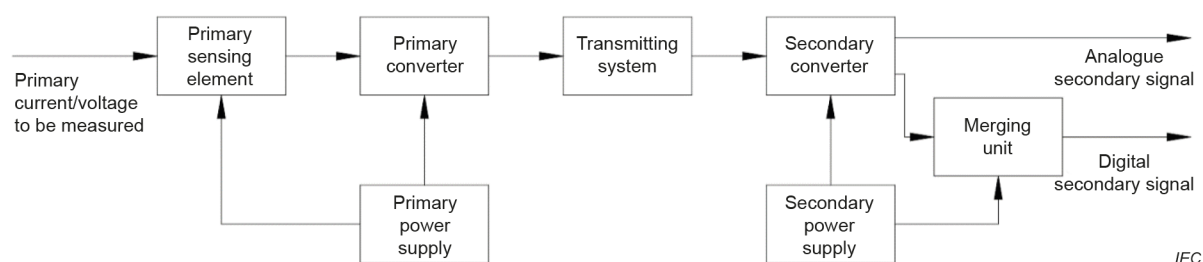 Primary
sensing
element
Primary
converter
Transmitting
system
Secondary
converter
Analogue
secondary signal
Primary
current/voltage
to be measured
Merging
unit
Digital
secondary signal
Primary
power
supply
Secondary
power
supply
IEC